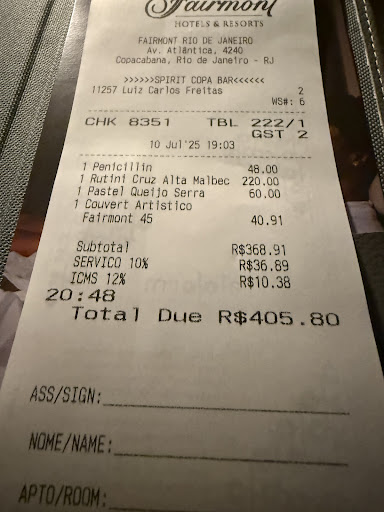 Fairmont
HOTELS & RESORTS
FAIRMONT RIO DE JANEIRO
Av. Atlântica, 4240
Copacabana, Rio de Janeiro - RJ
>>>>>>SPIRIT COPA BAR<<<<<<
11257 Luiz Carlos Freitas 2
WS#: 6
CHK 8351 TBL 222/1
GST 2
10 Jul'25 19:03
1 Penicillin 48.00
1 Rutini Cruz Alta Malbec 220.00
1 Pastel Queijo Serra 60.00
1 Couvert Artistico
Fairmont 45 40.91
Subtotal R$368.91
SERVICO 10% R$36.89
ICMS 12% R$10.38
20:48
Total Due R$405.80
ASS/SIGN:
NOME/NAME:
APTO/ROOM: